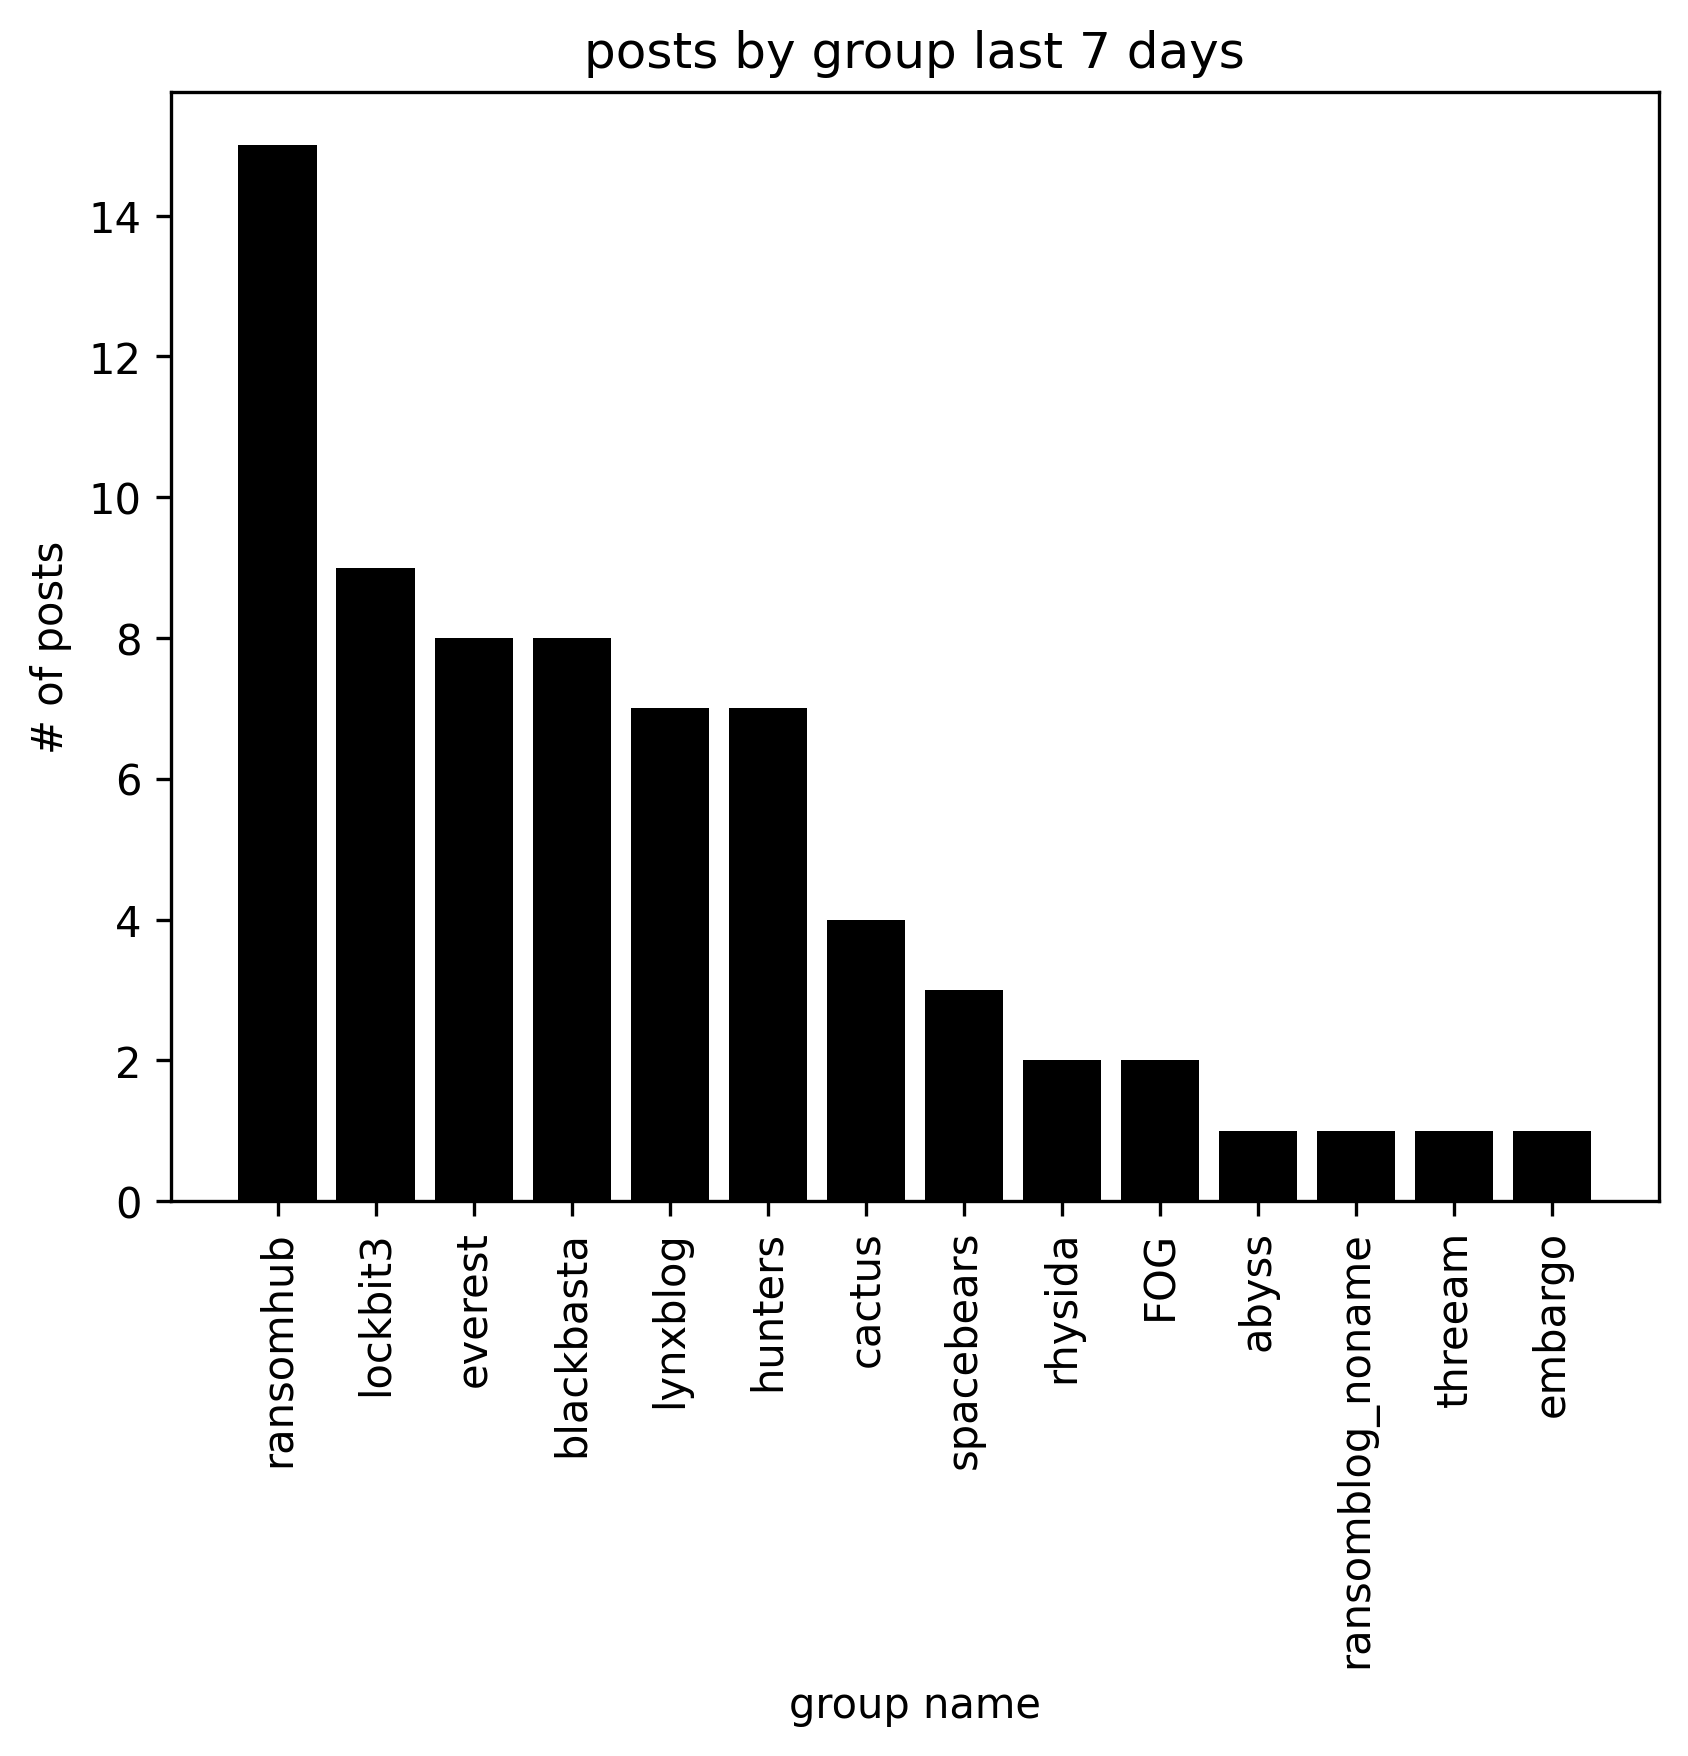 posts by group last 7 days
# of posts
14
12
10
8
6
4
2
0
ransomhub
lockbit3
everest
blackbasta
lynxblog
hunters
cactus
spacebears
rhysida
FOG
abyss
ransomblog_noname
threeam
embargo
group name